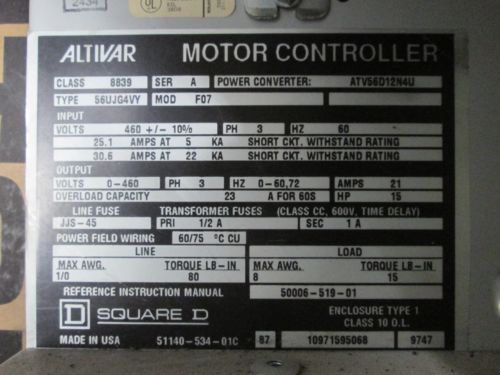 2434
UL
ALTIVAR MOTOR CONTROLLER
CLASS 8839 SER A POWER CONVERTER: ATV56D12N4U
TYPE 56UJG4VY MOD F07
INPUT
VOLTS 460 +/- 10% PH 3 HZ 60
25.1 AMPS AT 5 KA SHORT CKT. WITHSTAND RATING
30.6 AMPS AT 22 KA SHORT CKT. WITHSTAND RATING
OUTPUT
VOLTS 0-460 PH 3 HZ 0-60,72 AMPS 21
OVERLOAD CAPACITY 23 A FOR 60S HP 15
LINE FUSE TRANSFORMER FUSES (CLASS CC, 600V, TIME DELAY)
JJS-45 PRI 1/2 A SEC 1 A
POWER FIELD WIRING 60/75 °C CU
LINE LOAD
MAX AWG. TORQUE LB-IN MAX AWG. TORQUE LB-IN
1/0 80 8 15
REFERENCE INSTRUCTION MANUAL 50006-519-01
D SQUARE D ENCLOSURE TYPE 1
CLASS 10 O.L.
MADE IN USA 51140-534-01C 87 10971595068 9747